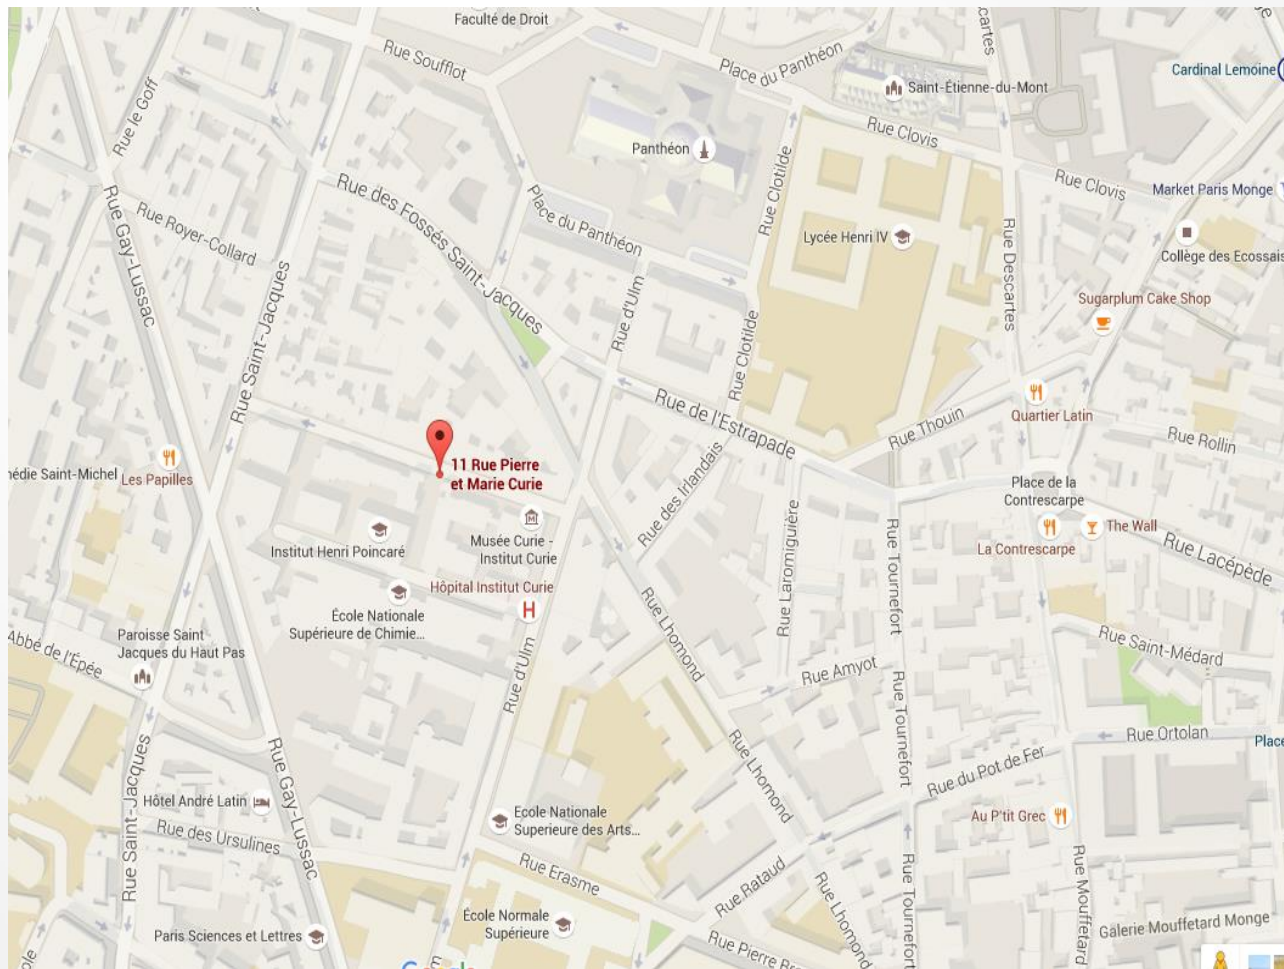 Faculté de Droit
Rue Soufflot
Place du Panthéon
Cardinal Lemoine
Saint-Étienne-du-Mont
Rue le Goff
Rue Clovis
Panthéon
Rue Clotilde
Rue Clovis
Market Paris Monge
Rue des Fossés Saint-Jacques
Place du Panthéon
Rue Royer-Collard
Rue Gay-Lussac
Lycée Henri IV
Rue Descartes
Collège des Ecossais
Rue d'Ulm
Sugarplum Cake Shop
Rue Saint-Jacques
Rue Clotilde
Rue de l'Estrapade
Rue Thouin
Quartier Latin
Rue Rollin
11 Rue Pierre
et Marie Curie
Les Papilles
Rue des Irlandais
Place de la
Contrescarpe
Institut Henri Poincaré
Musée Curie -
Institut Curie
The Wall
La Contrescarpe
Rue Lacépède
Rue Laromiguière
Rue Tournefort
Hôpital Institut Curie
H
École Nationale
Supérieure de Chimie...
Rue Lhomond
Paroisse Saint
Jacques du Haut Pas
Abbé de l'Épée
Rue Saint-Médard
Rue d'Ulm
Rue Amyot
Rue Tournefort
Rue Ortolan
Place
Rue Saint-Jacques
Rue Gay-Lussac
Rue Lhomond
Rue du Pot de Fer
Hôtel André Latin
Ecole Nationale
Superieure des Arts...
Au P'tit Grec
Rue des Ursulines
Rue Erasme
Rue Rataud
Rue Lhomond
Rue Tournefort
Rue Mouffetard
École Normale
Supérieure
Galerie Mouffetard Monge
Paris Sciences et Lettres
Rue Pierre